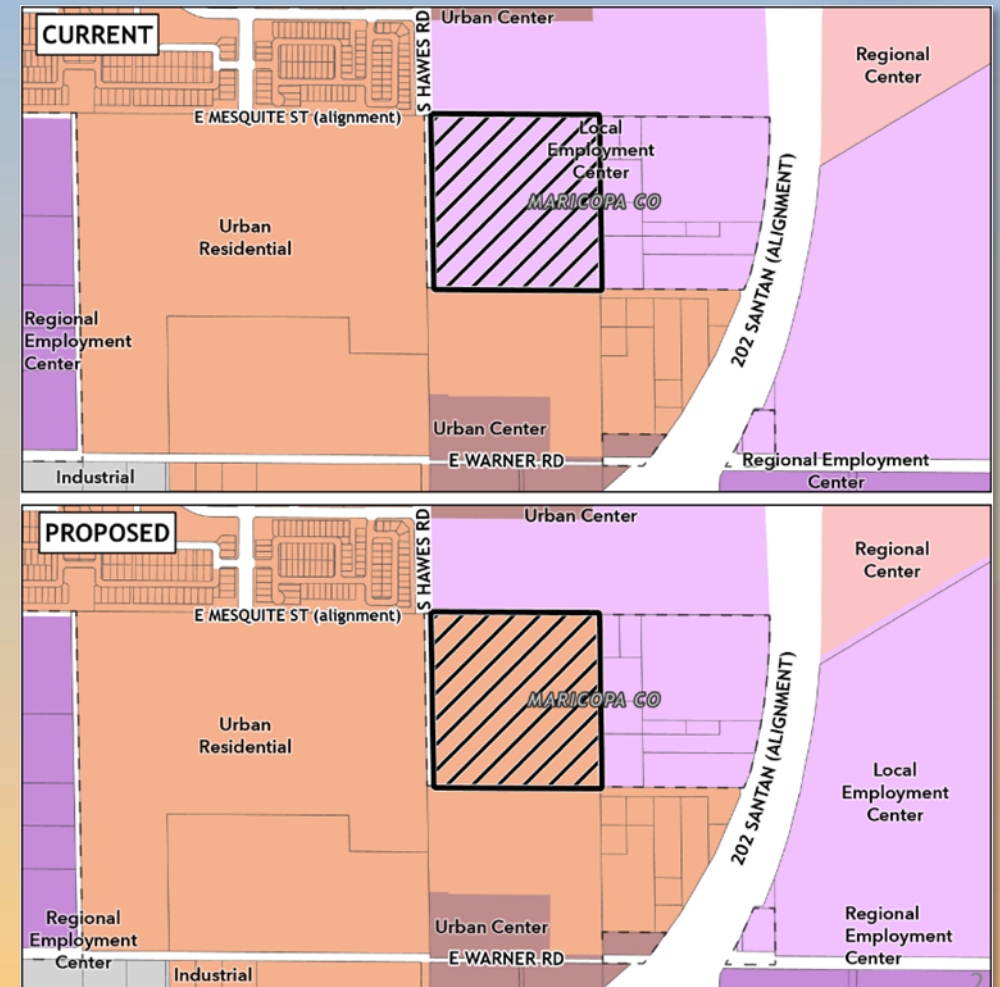 CURRENT
Urban Center
S HAWES RD
Regional
Center
E MESQUITE ST (alignment)
Local
Employment
Center
MARICOPA CO
Urban
Residential
202 SANTAN (ALIGNMENT)
Regional
Employment
Center
Urban Center
E WARNER RD
Regional Employment
Center
Industrial
PROPOSED
Urban Center
S HAWES RD
Regional
Center
E MESQUITE ST (alignment)
MARICOPA CO
Urban
Residential
202 SANTAN (ALIGNMENT)
Local
Employment
Center
Regional
Employment
Center
Urban Center
E WARNER RD
Regional
Employment
Center
Industrial
2